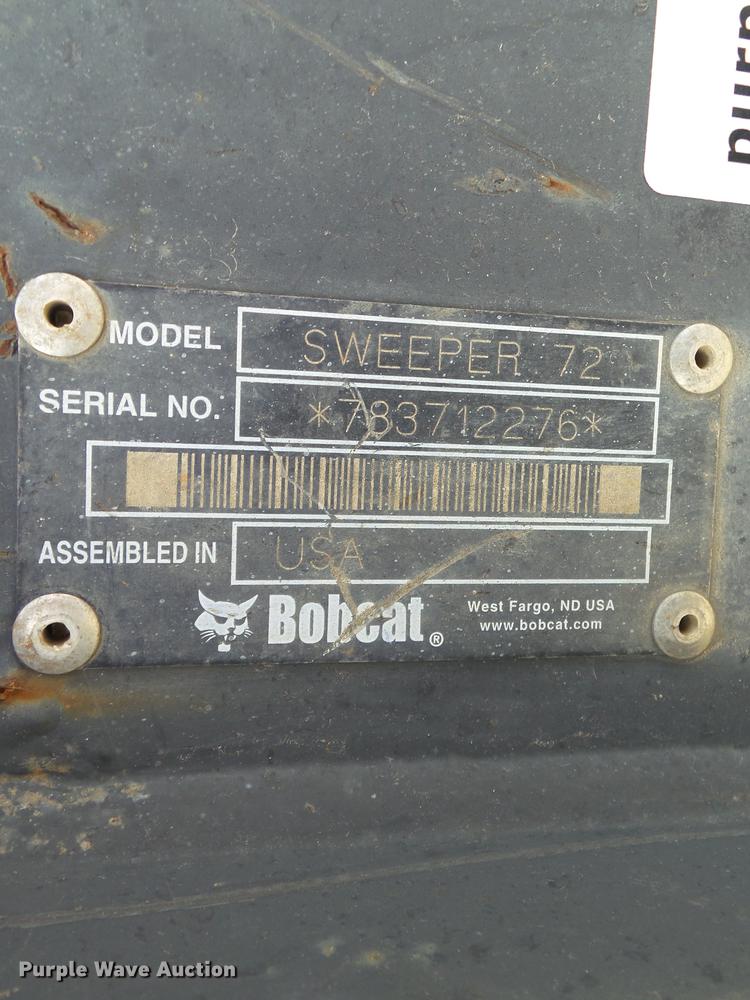 purp
MODEL SWEEPER 72
SERIAL NO. *783712276*
ASSEMBLED IN USA
Bobcat®
West Fargo, ND USA
www.bobcat.com
Purple Wave Auction